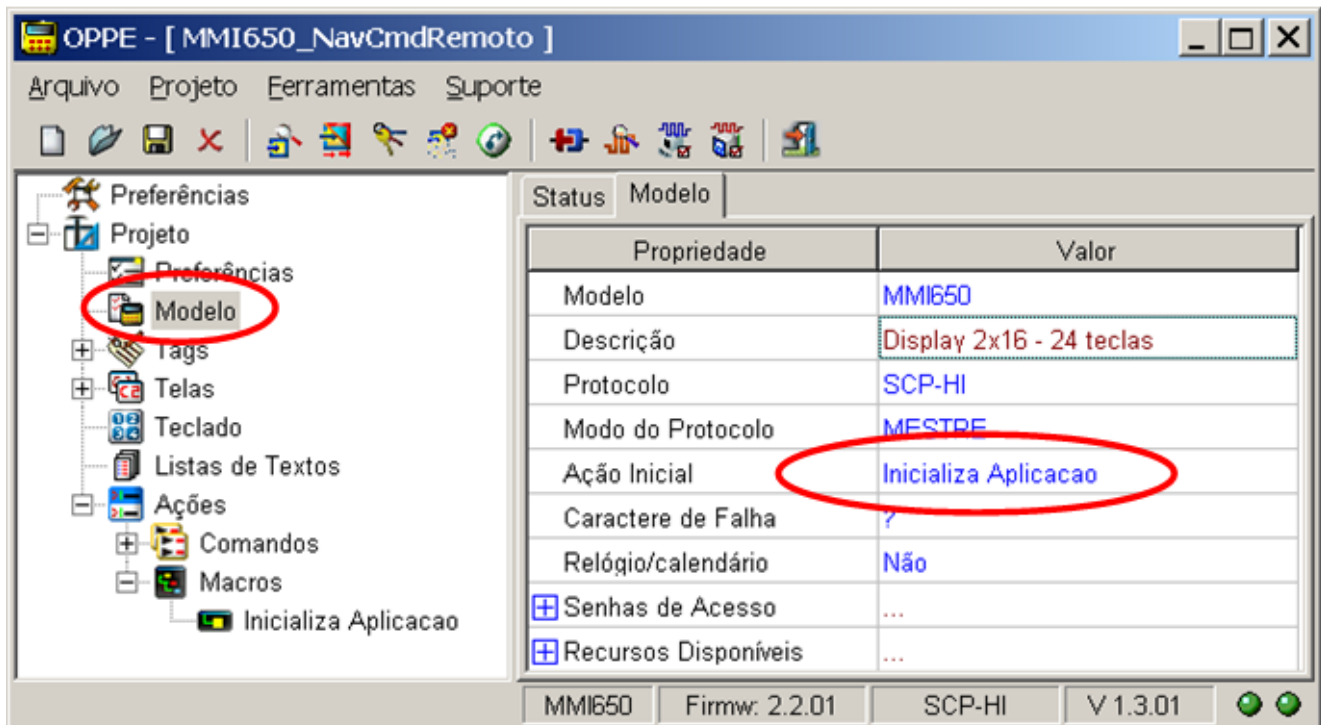 OPPE - [ MMI650_NavCmdRemoto ]
Arquivo Projeto Ferramentas Suporte
Preferências
Projeto
Preferências
Modelo
Tags
Telas
Teclado
Listas de Textos
Ações
Comandos
Macros
Inicializa Aplicacao
Status Modelo
Propriedade Valor
Modelo MMI650
Descrição Display 2x16 - 24 teclas
Protocolo SCP-HI
Modo do Protocolo MESTRE
Ação Inicial Inicializa Aplicacao
Caractere de Falha ?
Relógio/calendário Não
Senhas de Acesso ...
Recursos Disponíveis ...
MMI650 Firmw: 2.2.01 SCP-HI V 1.3.01